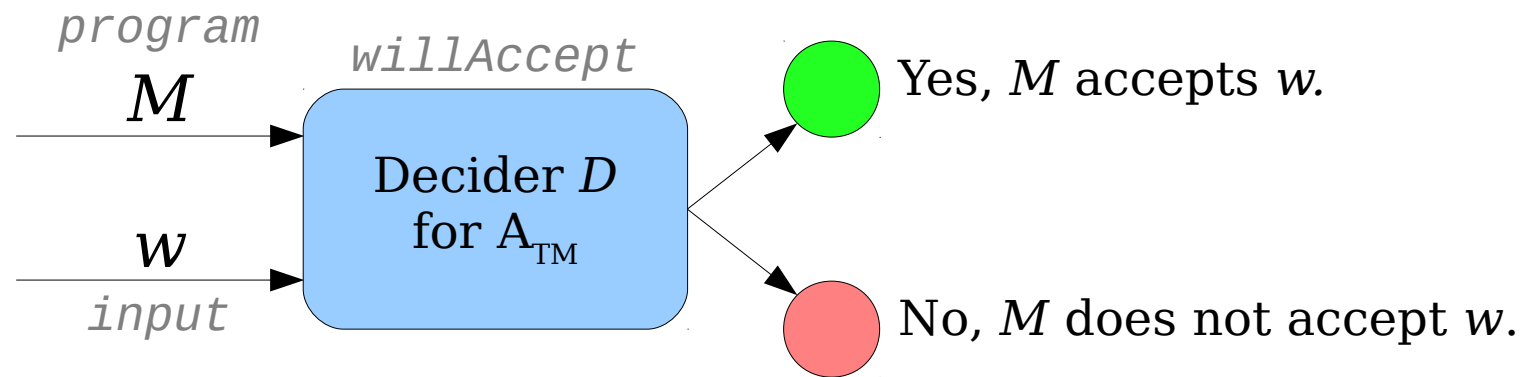 program
willAccept
M
Yes, M accepts w.
Decider D
for A_TM
w
input
No, M does not accept w.